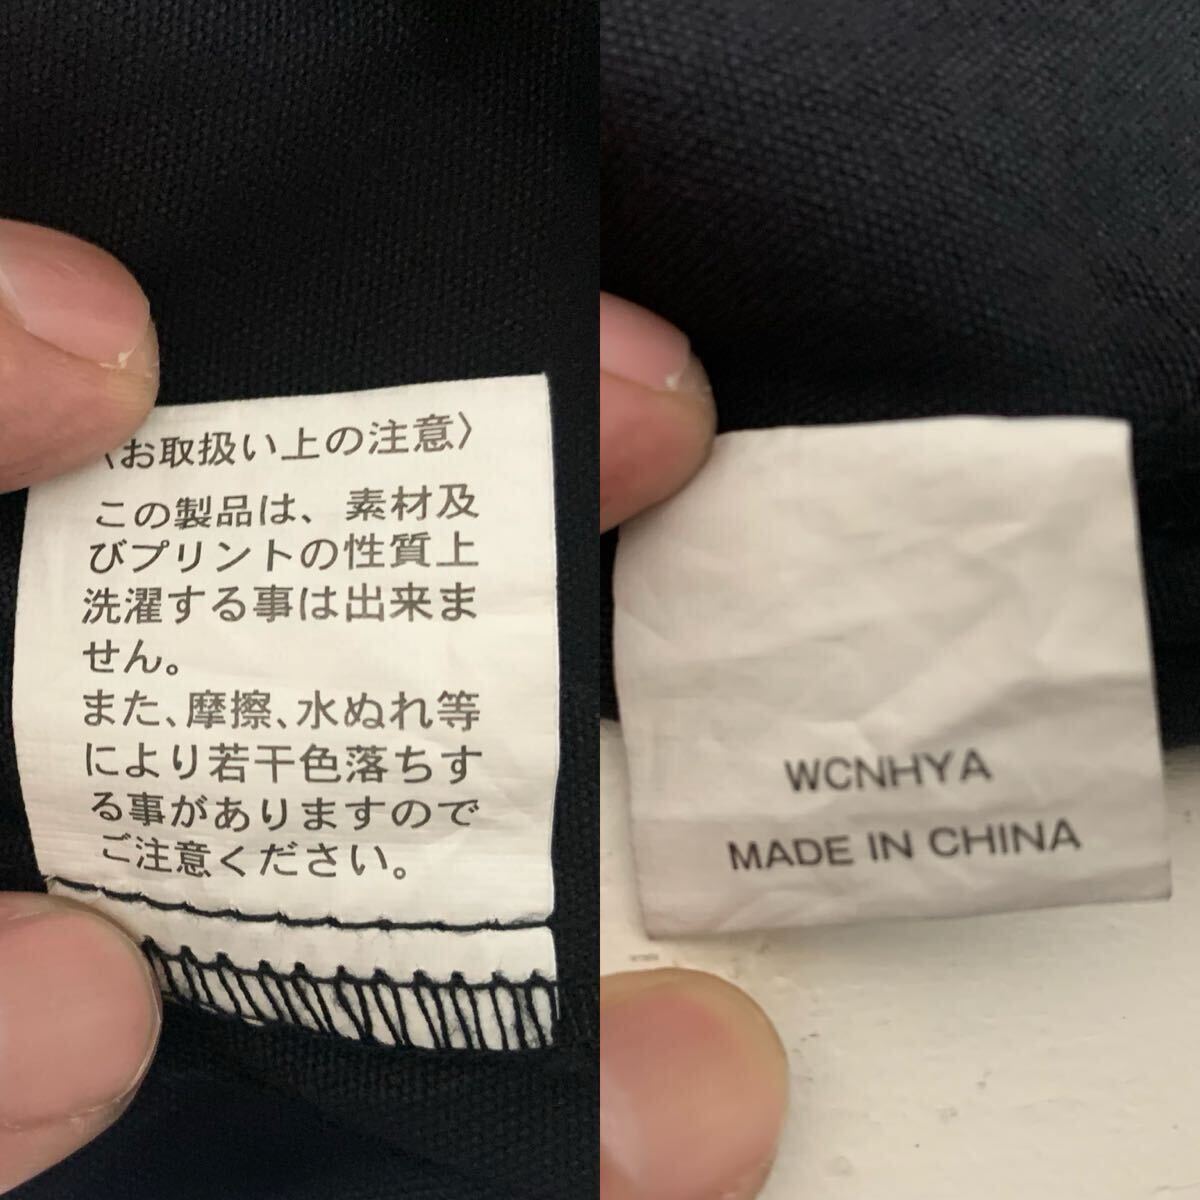 〈お取扱い上の注意〉
この製品は、素材及
びプリントの性質上
洗濯する事は出来ま
せん。
また、摩擦、水ぬれ等
により若干色落ちす
る事がありますので
ご注意ください。
WCNHYA
MADE IN CHINA